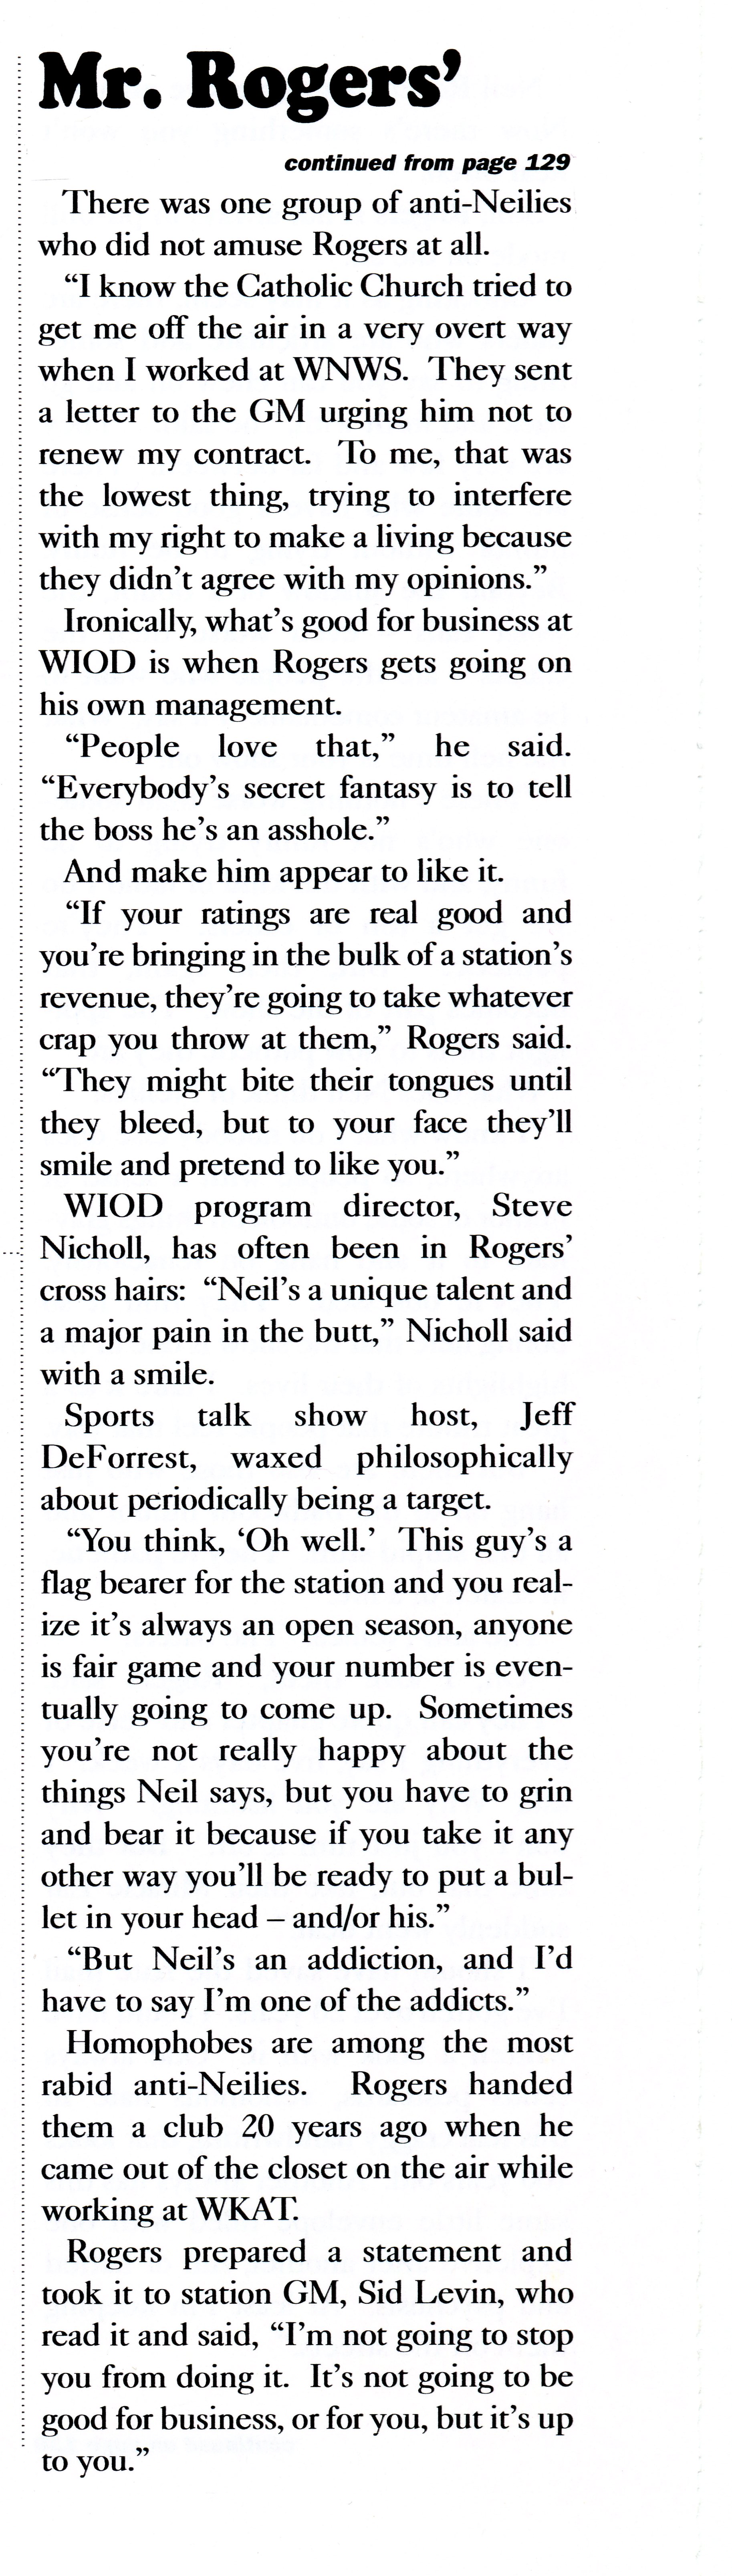 Mr. Rogers’
continued from page 129
There was one group of anti-Neilies
who did not amuse Rogers at all.
“I know the Catholic Church tried to
get me off the air in a very overt way
when I worked at WNWS. They sent
a letter to the GM urging him not to
renew my contract. To me, that was
the lowest thing, trying to interfere
with my right to make a living because
they didn’t agree with my opinions.”
Ironically, what’s good for business at
WIOD is when Rogers gets going on
his own management.
“People love that,” he said.
“Everybody’s secret fantasy is to tell
the boss he’s an asshole.”
And make him appear to like it.
“If your ratings are real good and
you’re bringing in the bulk of a station’s
revenue, they’re going to take whatever
crap you throw at them,” Rogers said.
“They might bite their tongues until
they bleed, but to your face they’ll
smile and pretend to like you.”
WIOD program director, Steve
Nicholl, has often been in Rogers’
cross hairs: “Neil’s a unique talent and
a major pain in the butt,” Nicholl said
with a smile.
Sports talk show host, Jeff
DeForrest, waxed philosophically
about periodically being a target.
“You think, ‘Oh well.’ This guy’s a
flag bearer for the station and you real-
ize it’s always an open season, anyone
is fair game and your number is even-
tually going to come up. Sometimes
you’re not really happy about the
things Neil says, but you have to grin
and bear it because if you take it any
other way you’ll be ready to put a bul-
let in your head – and/or his.”
“But Neil’s an addiction, and I’d
have to say I’m one of the addicts.”
Homophobes are among the most
rabid anti-Neilies. Rogers handed
them a club 20 years ago when he
came out of the closet on the air while
working at WKAT.
Rogers prepared a statement and
took it to station GM, Sid Levin, who
read it and said, “I’m not going to stop
you from doing it. It’s not going to be
good for business, or for you, but it’s up
to you.”